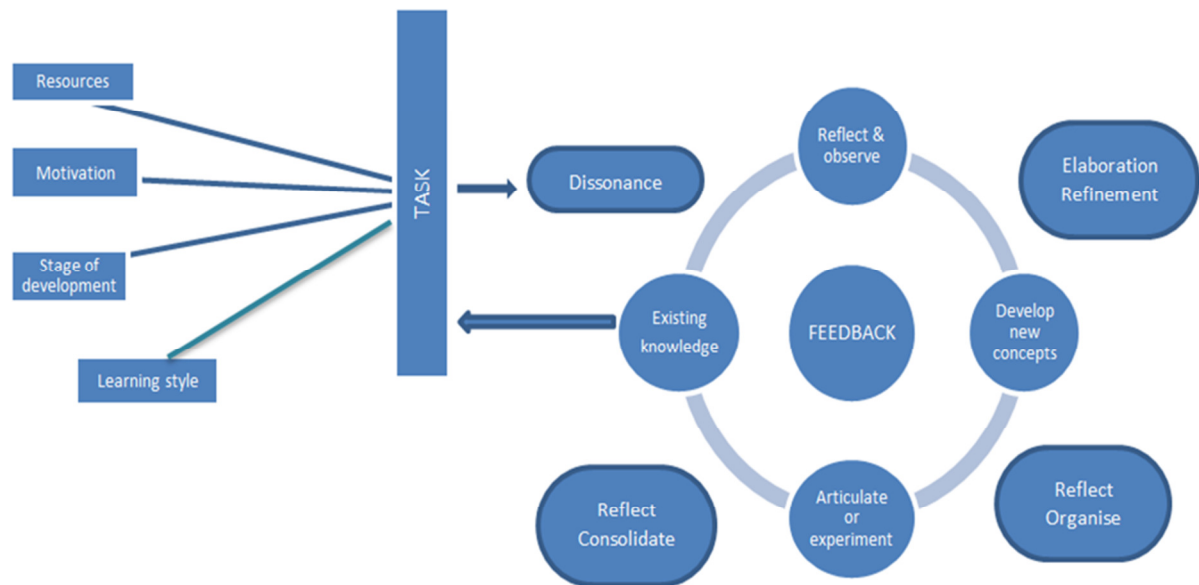 Resources
Motivation
Stage of
development
Learning style
TASK
Dissonance
Reflect &
observe
Elaboration
Refinement
Existing
knowledge
FEEDBACK
Develop
new
concepts
Reflect
Consolidate
Articulate
or
experiment
Reflect
Organise